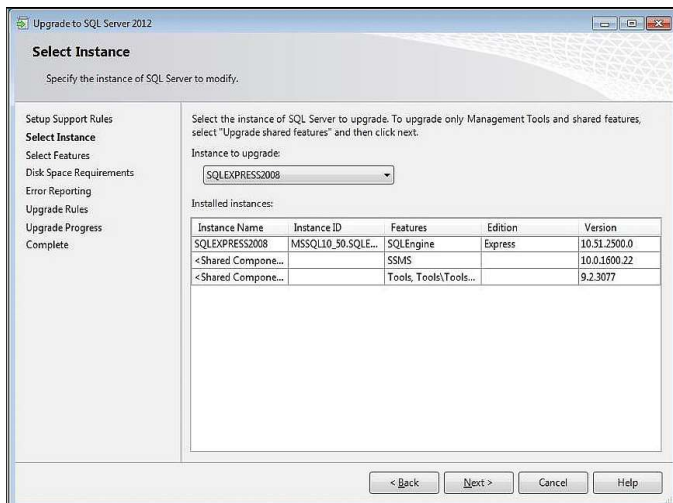 Upgrade to SQL Server 2012
Select Instance
Specify the instance of SQL Server to modify.
Setup Support Rules
Select Instance
Select Features
Disk Space Requirements
Error Reporting
Upgrade Rules
Upgrade Progress
Complete
Select the instance of SQL Server to upgrade. To upgrade only Management Tools and shared features,
select "Upgrade shared features" and then click next.
Instance to upgrade:
SQLEXPRESS2008
Installed instances:
Instance Name Instance ID Features Edition Version
SQLEXPRESS2008 MSSQL10_50.SQLE... SQLEngine Express 10.51.2500.0
<Shared Compone... SSMS 10.0.1600.22
<Shared Compone... Tools, Tools\Tools... 9.2.3077
< Back Next > Cancel Help